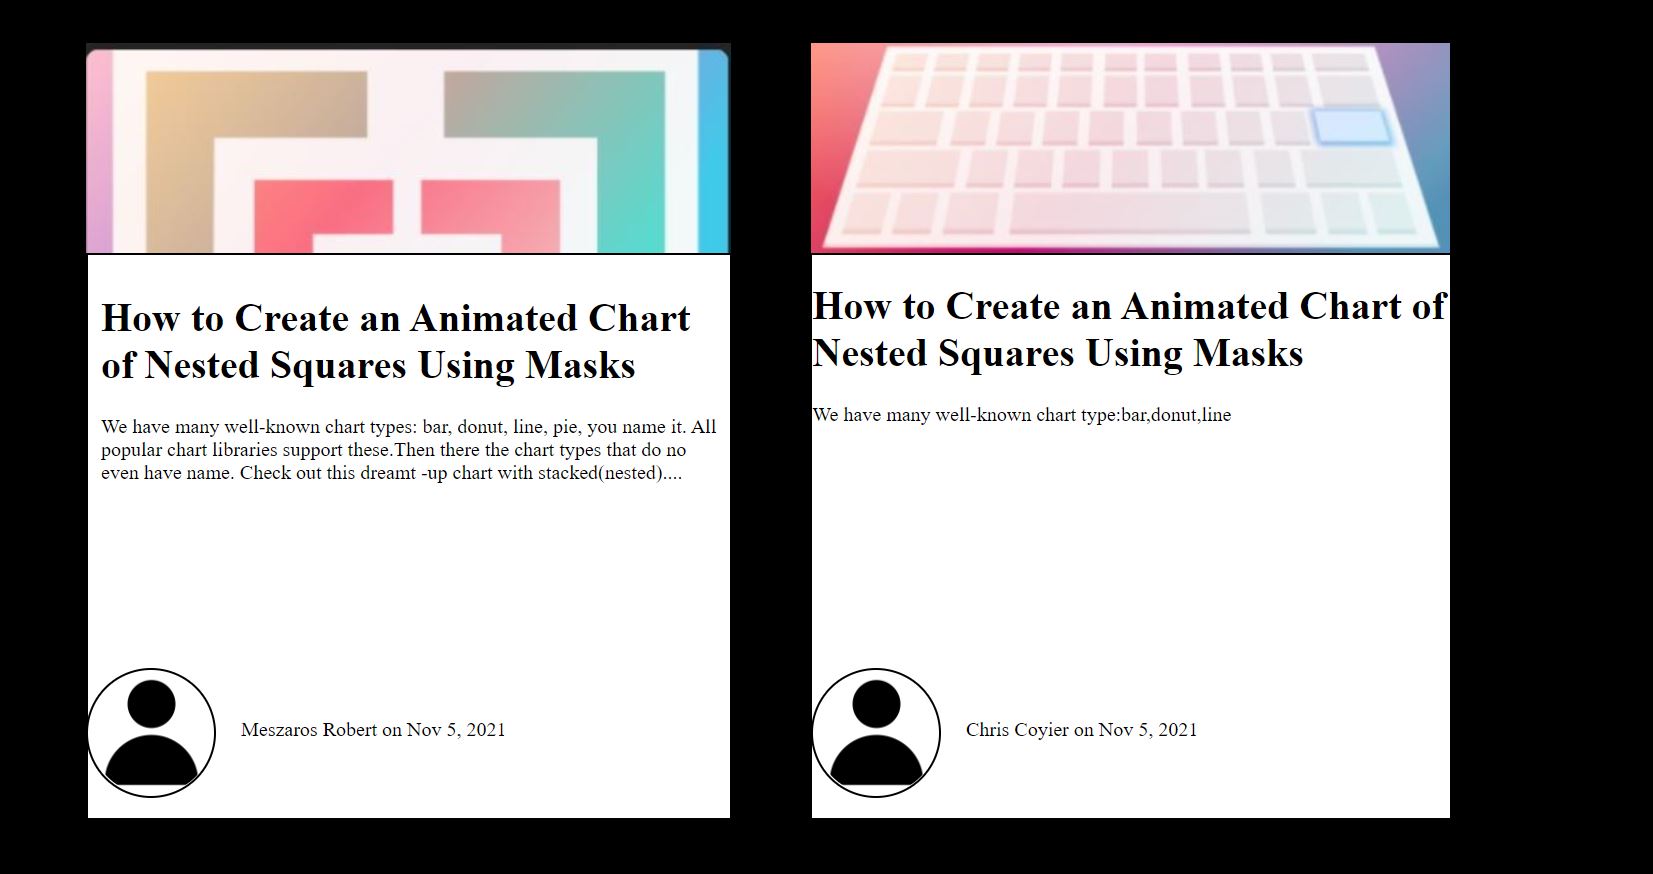 How to Create an Animated Chart
of Nested Squares Using Masks
We have many well-known chart types: bar, donut, line, pie, you name it. All
popular chart libraries support these.Then there the chart types that do no
even have name. Check out this dreamt -up chart with stacked(nested)....
Meszaros Robert on Nov 5, 2021
How to Create an Animated Chart of
Nested Squares Using Masks
We have many well-known chart type:bar,donut,line
Chris Coyier on Nov 5, 2021